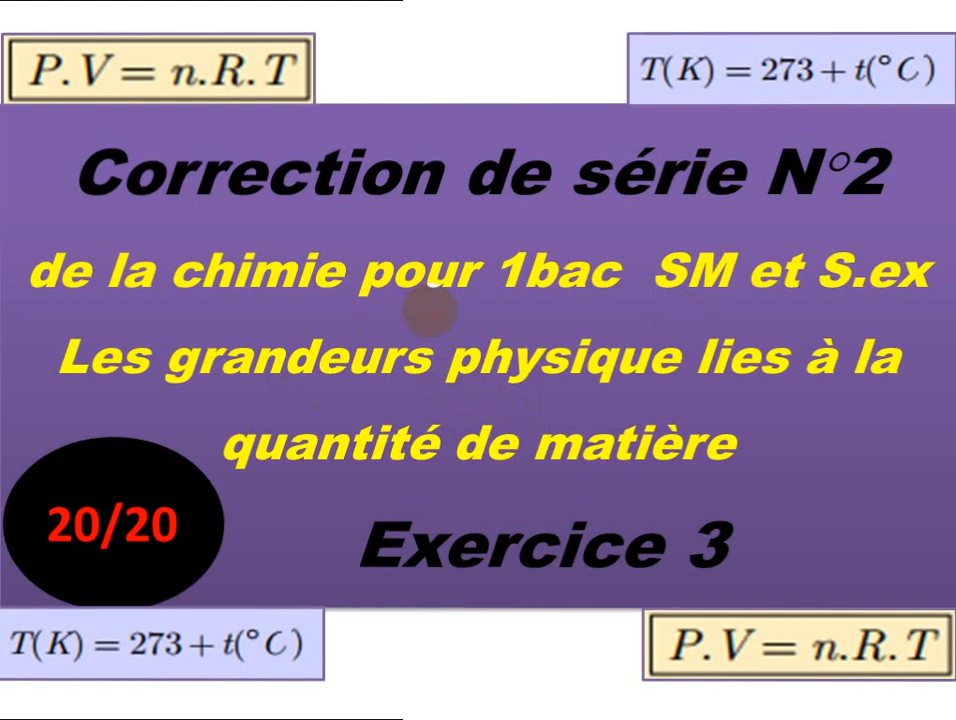 P.V = n.R.T
T(K) = 273 + t(°C)
Correction de série N°2
de la chimie pour 1bac SM et S.ex
Les grandeurs physique lies à la
quantité de matière
20/20
Exercice 3
T(K) = 273 + t(°C)
P.V = n.R.T